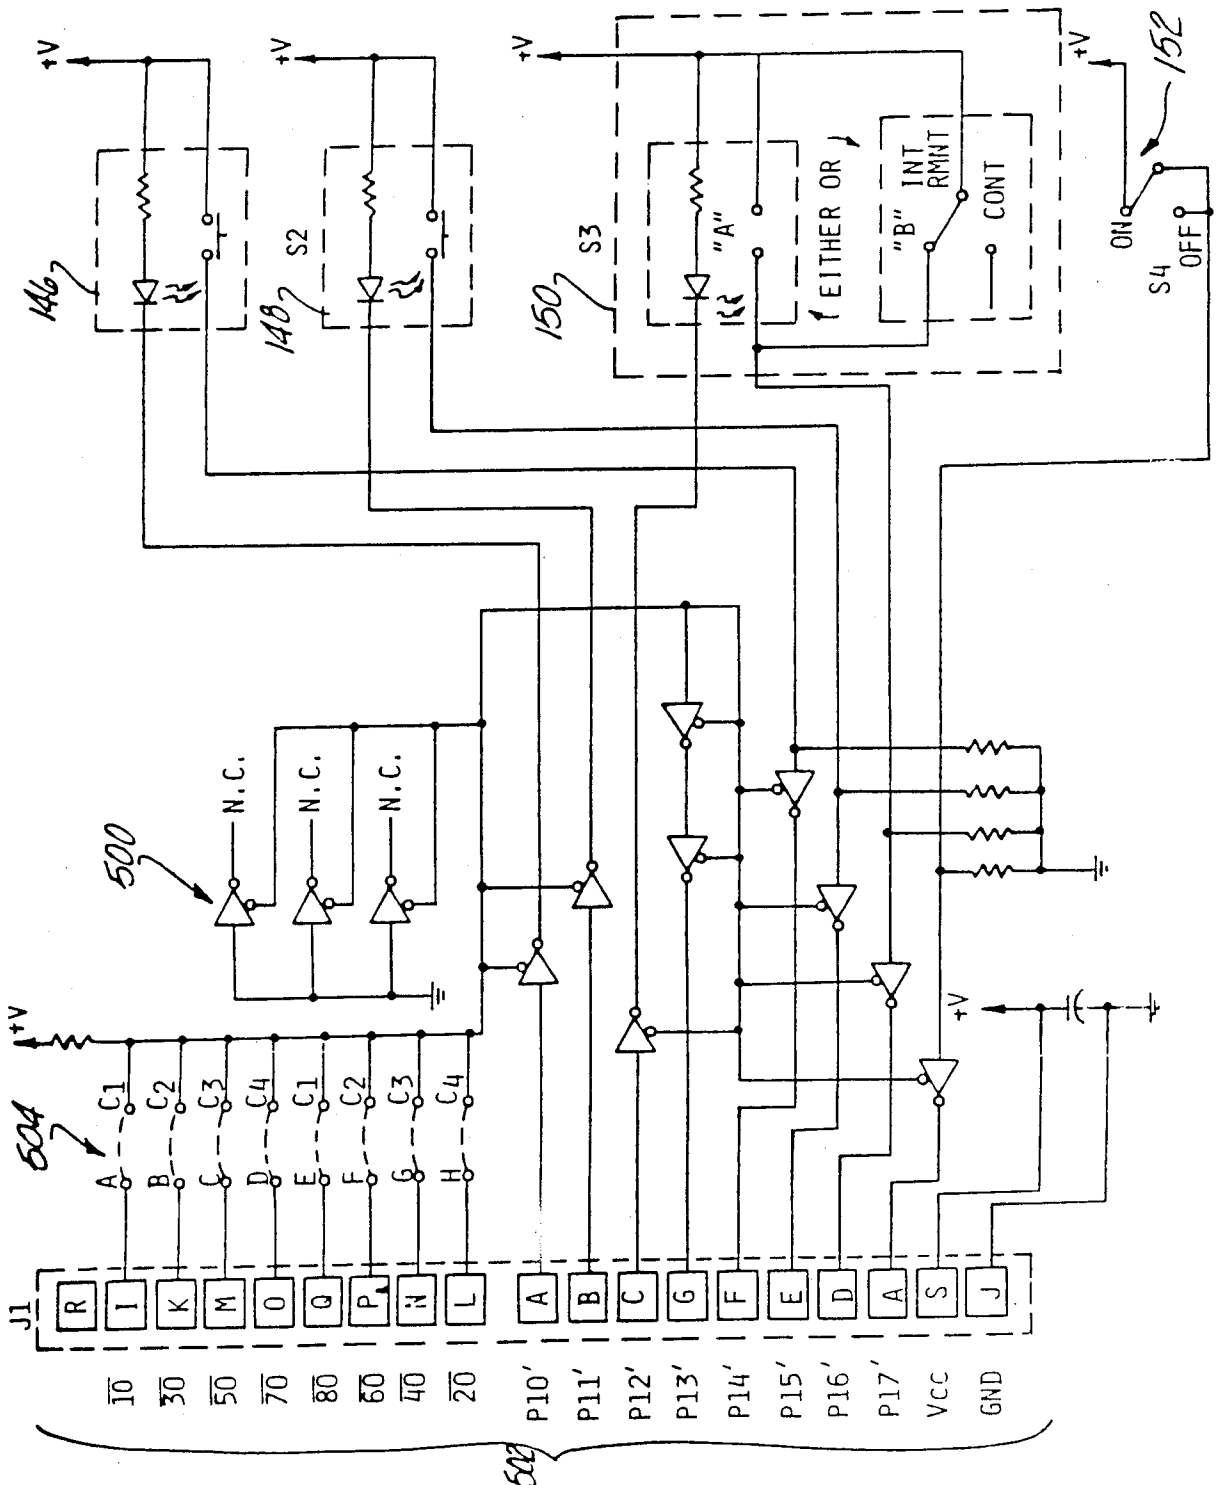 J1
R
I
K
M
O
Q
P
N
L
A
B
C
G
F
E
D
A
S
J
10
30
50
70
80
60
40
20
P10'
P11'
P12'
P13'
P14'
P15'
P16'
P17'
VCC
GND
502
504
A C1
B C2
C C3
D C4
E C1
F C2
G C3
H C4
+V
500
N.C.
N.C.
N.C.
+V
146
+V
148
S2
+V
150
S3
"A"
EITHER OR
"B"
INT
RMNT
CONT
+V
152
ON
OFF
S4
+V